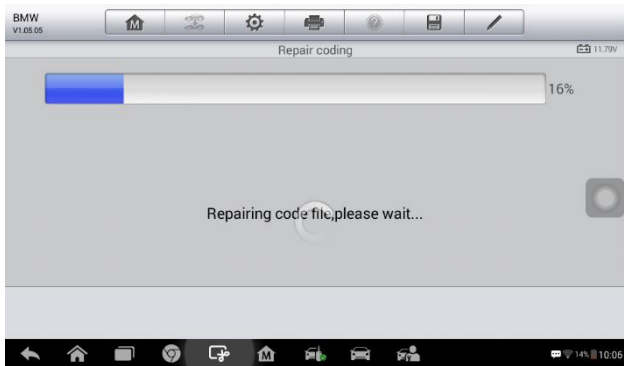 BMW
V1.05.05
M
Repair coding
11.79V
16%
Repairing code file,please wait...
M
14% 10:06